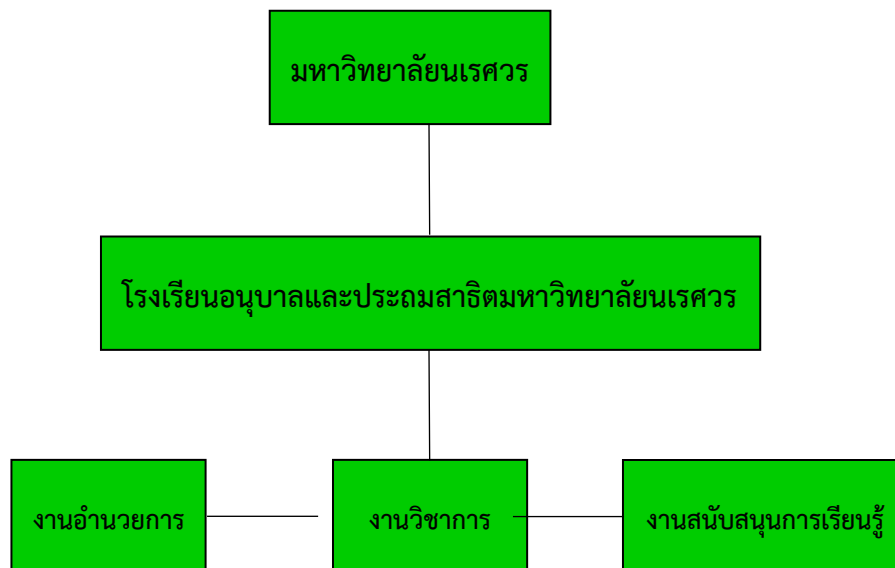 มหาวิทยาลัยนเรศวร
โรงเรียนอนุบาลและประถมสาธิตมหาวิทยาลัยนเรศวร
งานอำนวยการ
งานวิชาการ
งานสนับสนุนการเรียนรู้